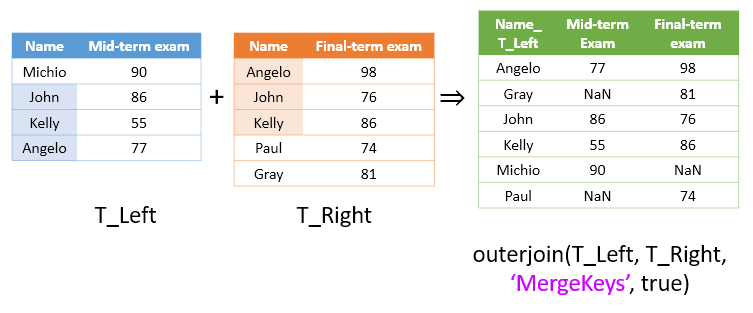 Name Mid-term exam
Michio 90
John 86
Kelly 55
Angelo 77
T_Left
+
Name Final-term exam
Angelo 98
John 76
Kelly 86
Paul 74
Gray 81
T_Right
⇒
Name_ Mid-term Final-term
T_Left Exam exam
Angelo 77 98
Gray NaN 81
John 86 76
Kelly 55 86
Michio 90 NaN
Paul NaN 74
outerjoin(T_Left, T_Right,
‘MergeKeys’, true)